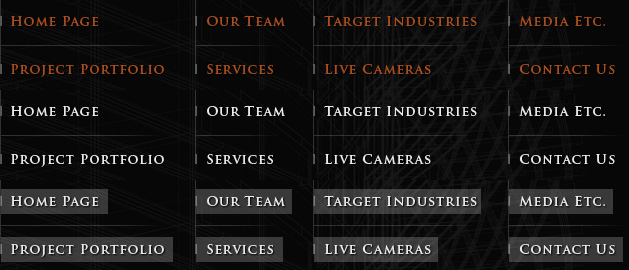 Home Page Our Team Target Industries Media Etc.
Project Portfolio Services Live Cameras Contact Us
Home Page Our Team Target Industries Media Etc.
Project Portfolio Services Live Cameras Contact Us
Home Page Our Team Target Industries Media Etc.
Project Portfolio Services Live Cameras Contact Us